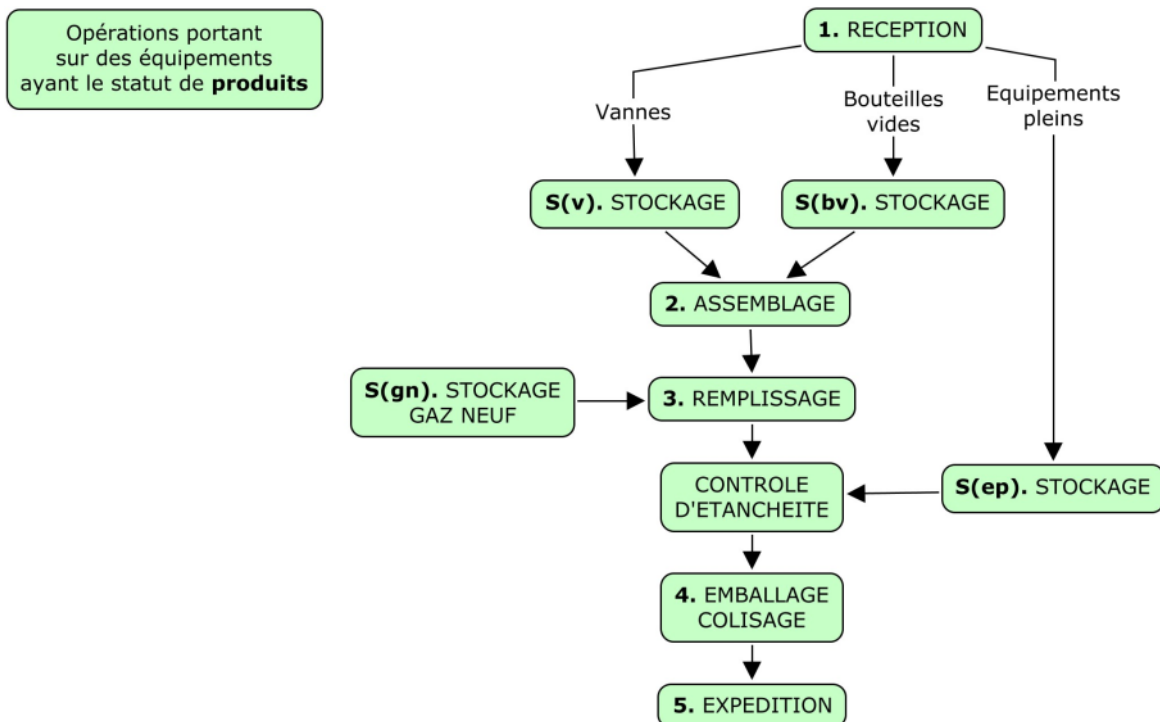 Opérations portant
sur des équipements
ayant le statut de produits
1. RECEPTION
Vannes
Bouteilles
vides
Equipements
pleins
S(v). STOCKAGE
S(bv). STOCKAGE
2. ASSEMBLAGE
S(gn). STOCKAGE
GAZ NEUF
3. REMPLISSAGE
CONTROLE
D'ETANCHEITE
S(ep). STOCKAGE
4. EMBALLAGE
COLISAGE
5. EXPEDITION